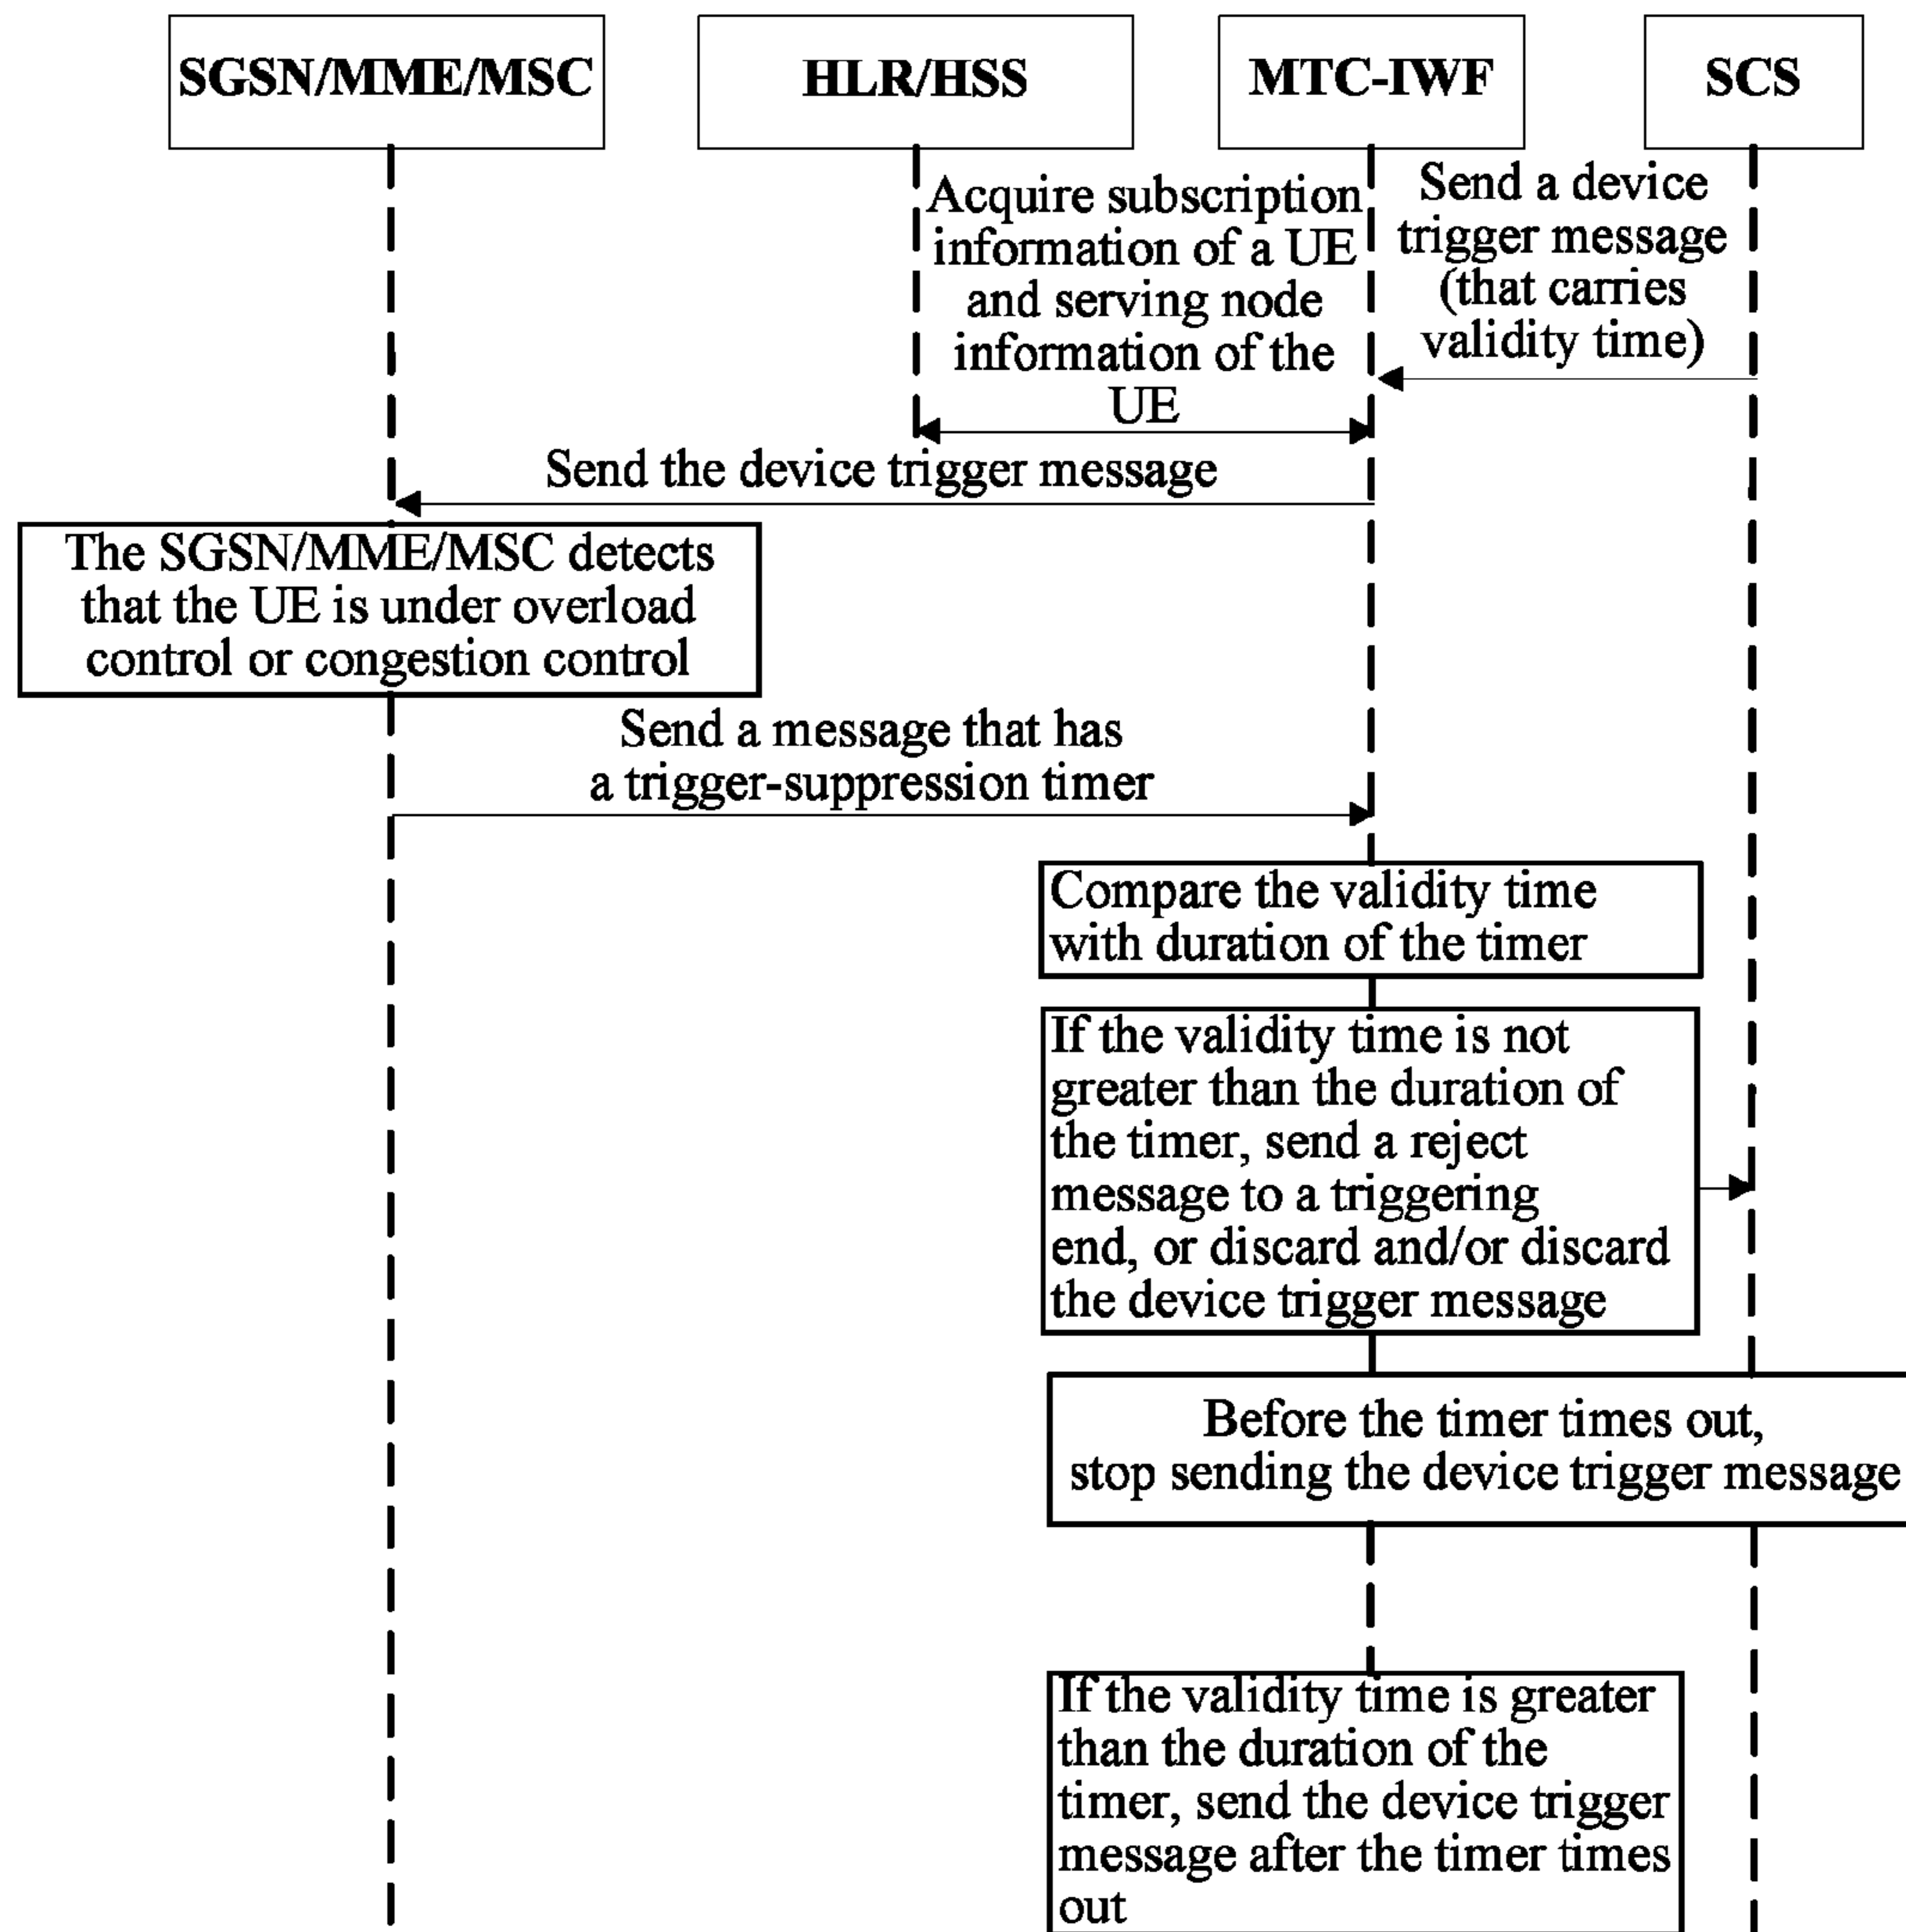 SGSN/MME/MSC
HLR/HSS
MTC-IWF
SCS
Send a device
trigger message
(that carries
validity time)
Acquire subscription
information of a UE
and serving node
information of the
UE
Send the device trigger message
The SGSN/MME/MSC detects
that the UE is under overload
control or congestion control
Send a message that has
a trigger-suppression timer
Compare the validity time
with duration of the timer
If the validity time is not
greater than the duration of
the timer, send a reject
message to a triggering
end, or discard and/or discard
the device trigger message
Before the timer times out,
stop sending the device trigger message
If the validity time is greater
than the duration of the
timer, send the device trigger
message after the timer times
out